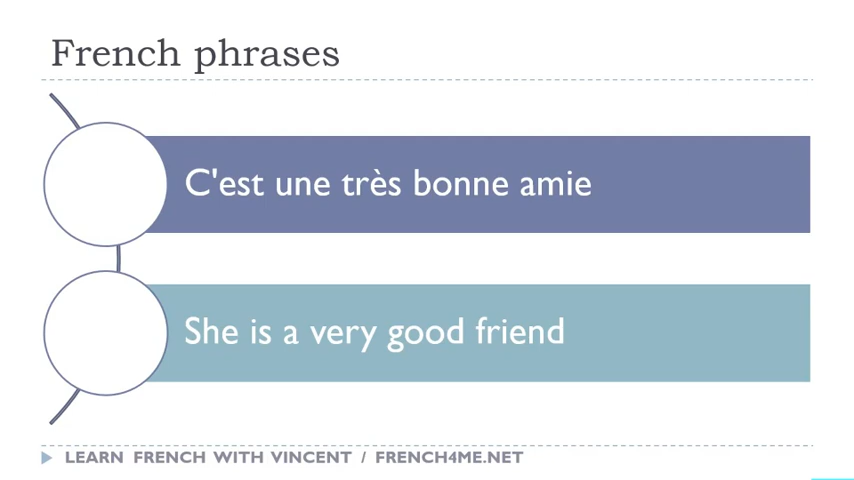 French phrases
C'est une très bonne amie
She is a very good friend
LEARN FRENCH WITH VINCENT / FRENCH4ME.NET